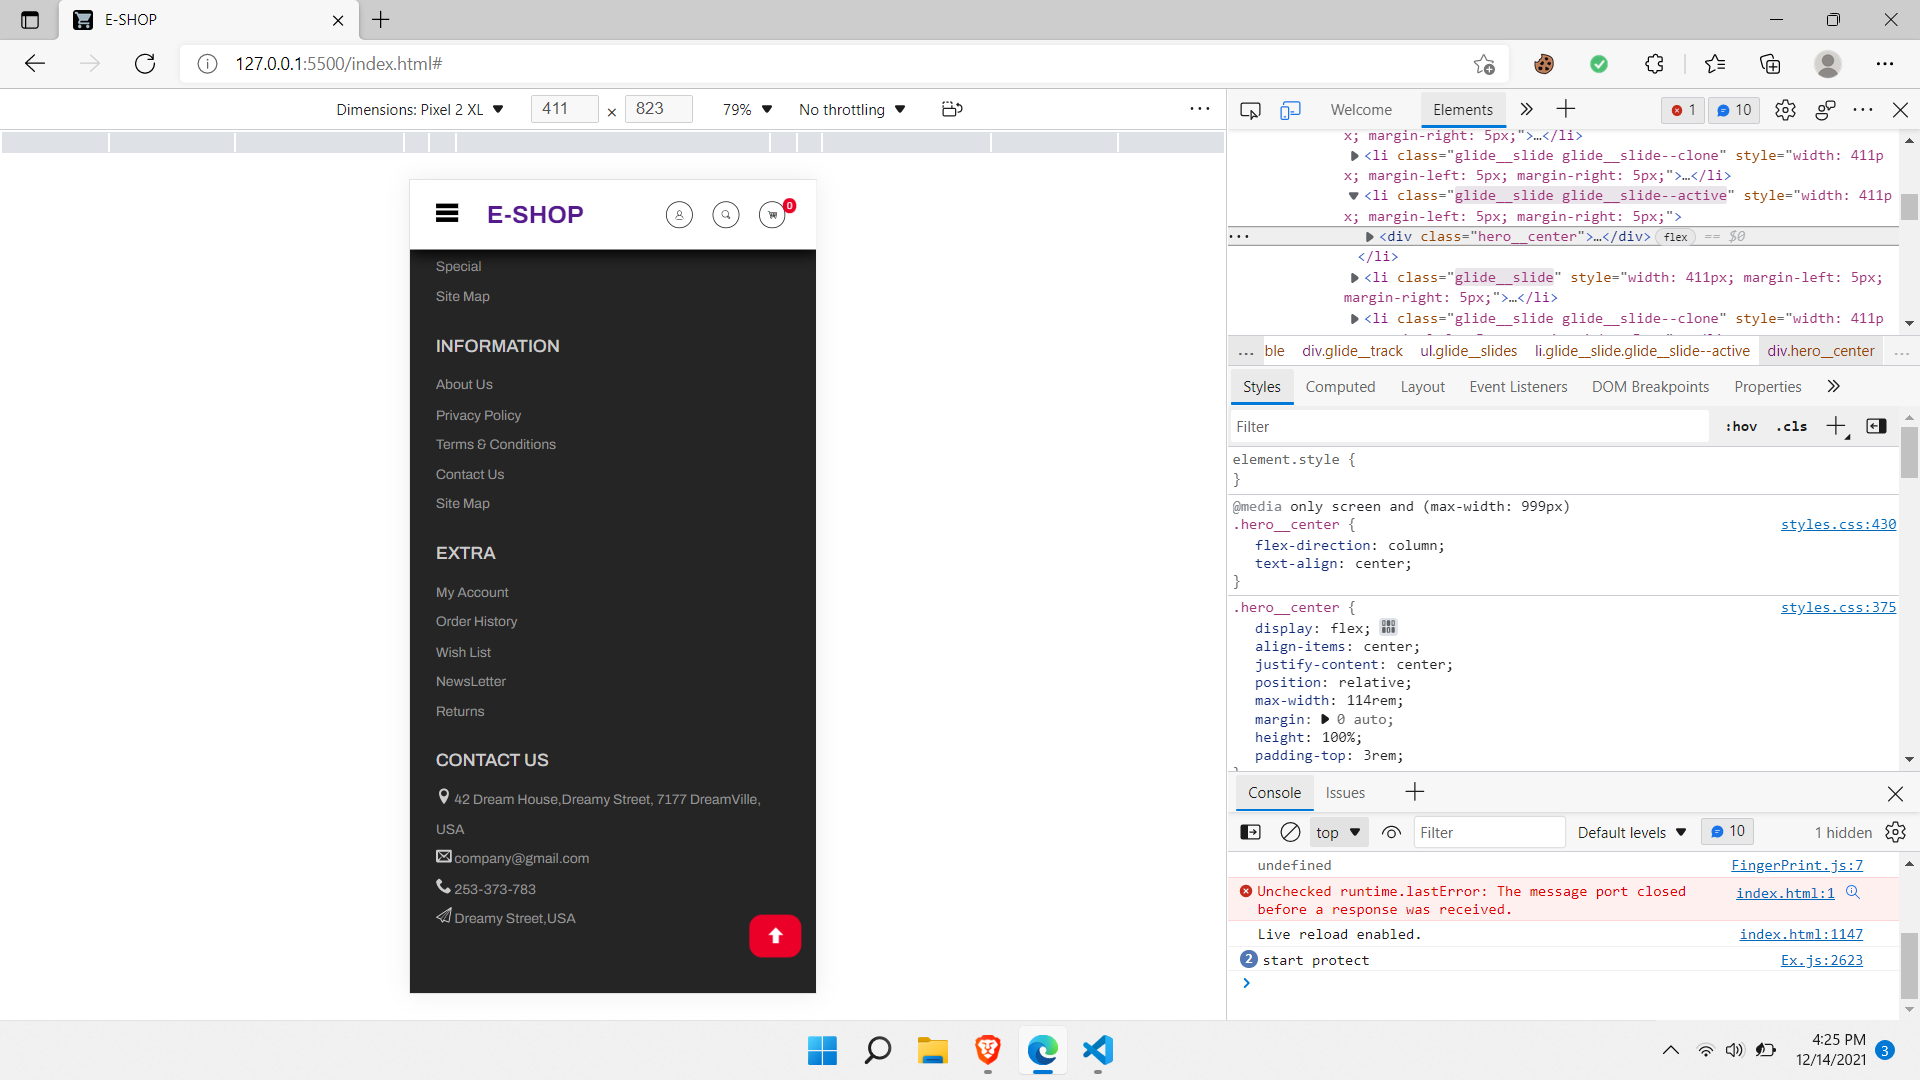 E-SHOP
127.0.0.1:5500/index.html#
Dimensions: Pixel 2 XL
411 × 823
79%
No throttling
E-SHOP
0
Special
Site Map
INFORMATION
About Us
Privacy Policy
Terms & Conditions
Contact Us
Site Map
EXTRA
My Account
Order History
Wish List
NewsLetter
Returns
CONTACT US
42 Dream House,Dreamy Street, 7177 DreamVille,
USA
company@gmail.com
253-373-783
Dreamy Street,USA
Welcome
Elements
1
10
x; margin-right: 5px;">…</li>
<li class="glide__slide glide__slide--clone" style="width: 411p
x; margin-left: 5px; margin-right: 5px;">…</li>
<li class="glide__slide glide__slide--active" style="width: 411p
x; margin-left: 5px; margin-right: 5px;">
<div class="hero__center">…</div> flex == $0
</li>
<li class="glide__slide" style="width: 411px; margin-left: 5px;
margin-right: 5px;">…</li>
<li class="glide__slide glide__slide--clone" style="width: 411p
… ble div.glide__track ul.glide__slides li.glide__slide.glide__slide--active div.hero__center …
Styles Computed Layout Event Listeners DOM Breakpoints Properties
Filter :hov .cls
element.style {
}
@media only screen and (max-width: 999px)
.hero__center { styles.css:430
flex-direction: column;
text-align: center;
}
.hero__center { styles.css:375
display: flex;
align-items: center;
justify-content: center;
position: relative;
max-width: 114rem;
margin: 0 auto;
height: 100%;
padding-top: 3rem;
Console Issues
top Filter Default levels 10 1 hidden
undefined FingerPrint.js:7
Unchecked runtime.lastError: The message port closed index.html:1
before a response was received.
Live reload enabled. index.html:1147
2 start protect Ex.js:2623
4:25 PM
12/14/2021
3